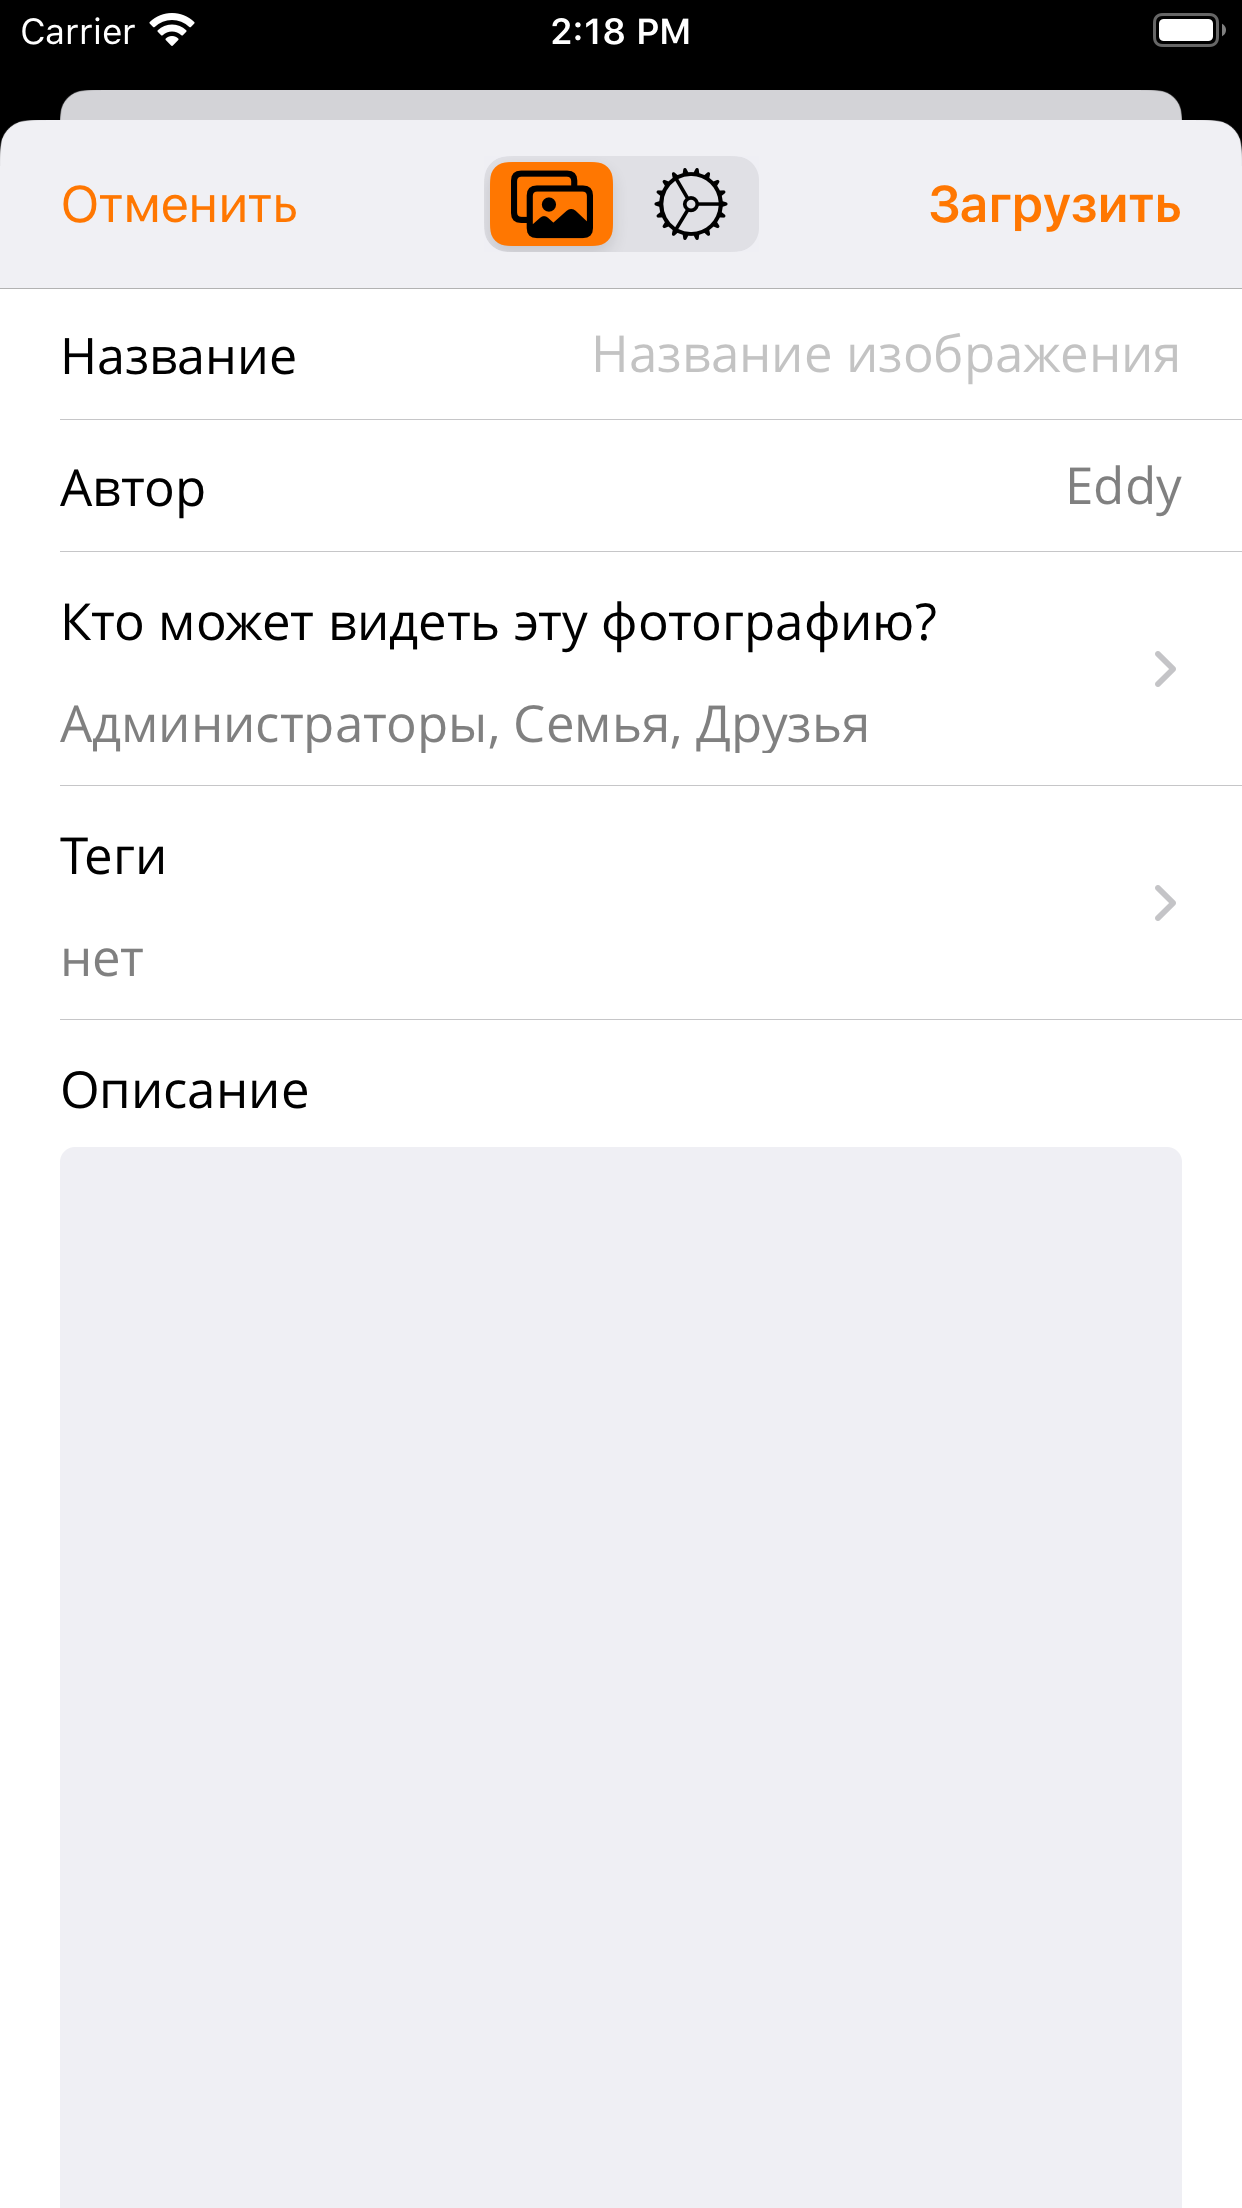 Carrier 2:18 PM
Отменить Загрузить
Название Название изображения
Автор Eddy
Кто может видеть эту фотографию?
Администраторы, Семья, Друзья
Теги
нет
Описание